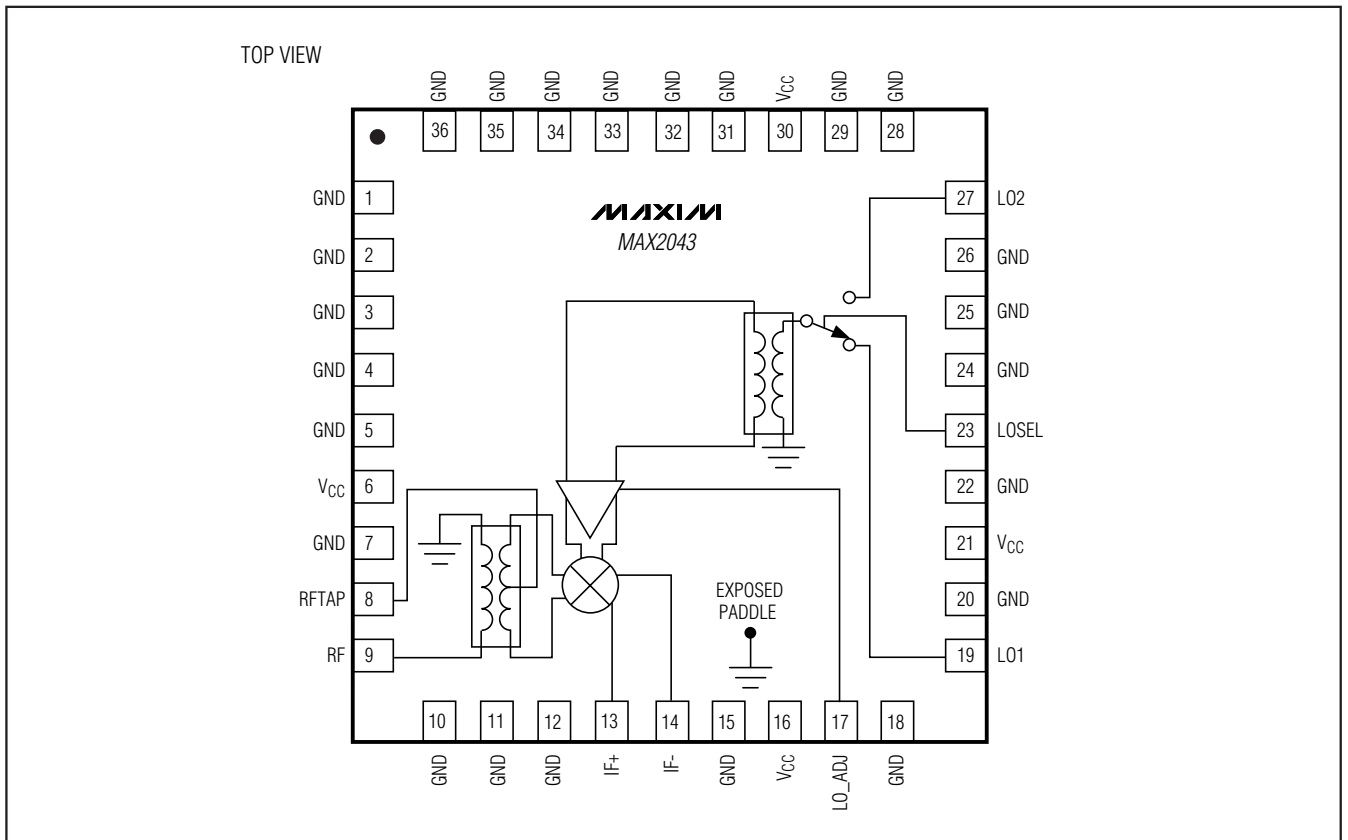 TOP VIEW
GND GND GND GND GND GND VCC GND GND
36 35 34 33 32 31 30 29 28
GND 1
GND 2
GND 3
GND 4
GND 5
VCC 6
GND 7
RFTAP 8
RF 9
MAXIM
MAX2043
27 LO2
26 GND
25 GND
24 GND
23 LOSEL
22 GND
21 VCC
20 GND
19 LO1
EXPOSED
PADDLE
10 11 12 13 14 15 16 17 18
GND GND GND IF+ IF- GND VCC LO_ADJ GND